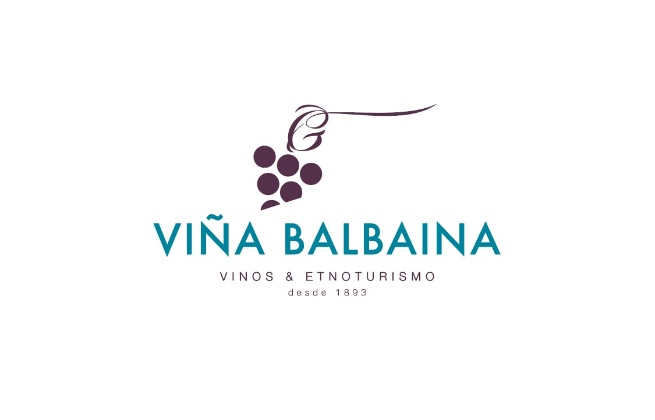 G
VIÑA BALBAINA
VINOS & ETNOTURISMO
desde 1893